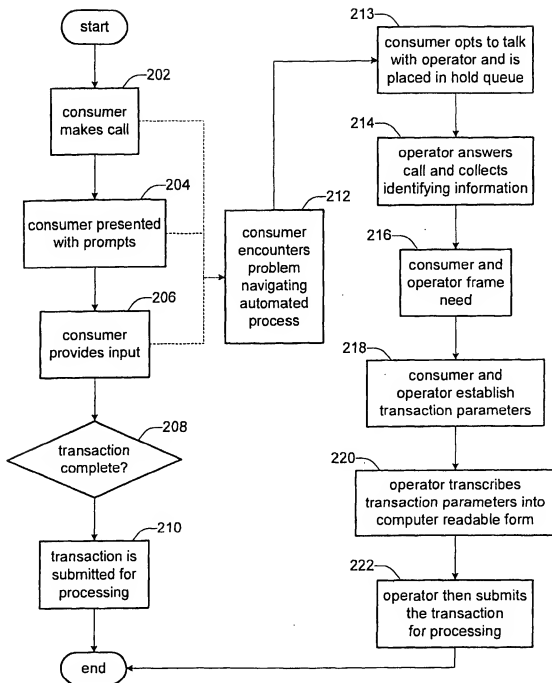 start
202
consumer
makes call
204
consumer presented
with prompts
206
consumer
provides input
208
transaction
complete?
210
transaction is
submitted for
processing
end
212
consumer
encounters
problem
navigating
automated
process
213
consumer opts to talk
with operator and is
placed in hold queue
214
operator answers
call and collects
identifying information
216
consumer and
operator frame
need
218
consumer and
operator establish
transaction parameters
220
operator transcribes
transaction parameters into
computer readable form
222
operator then submits
the transaction
for processing